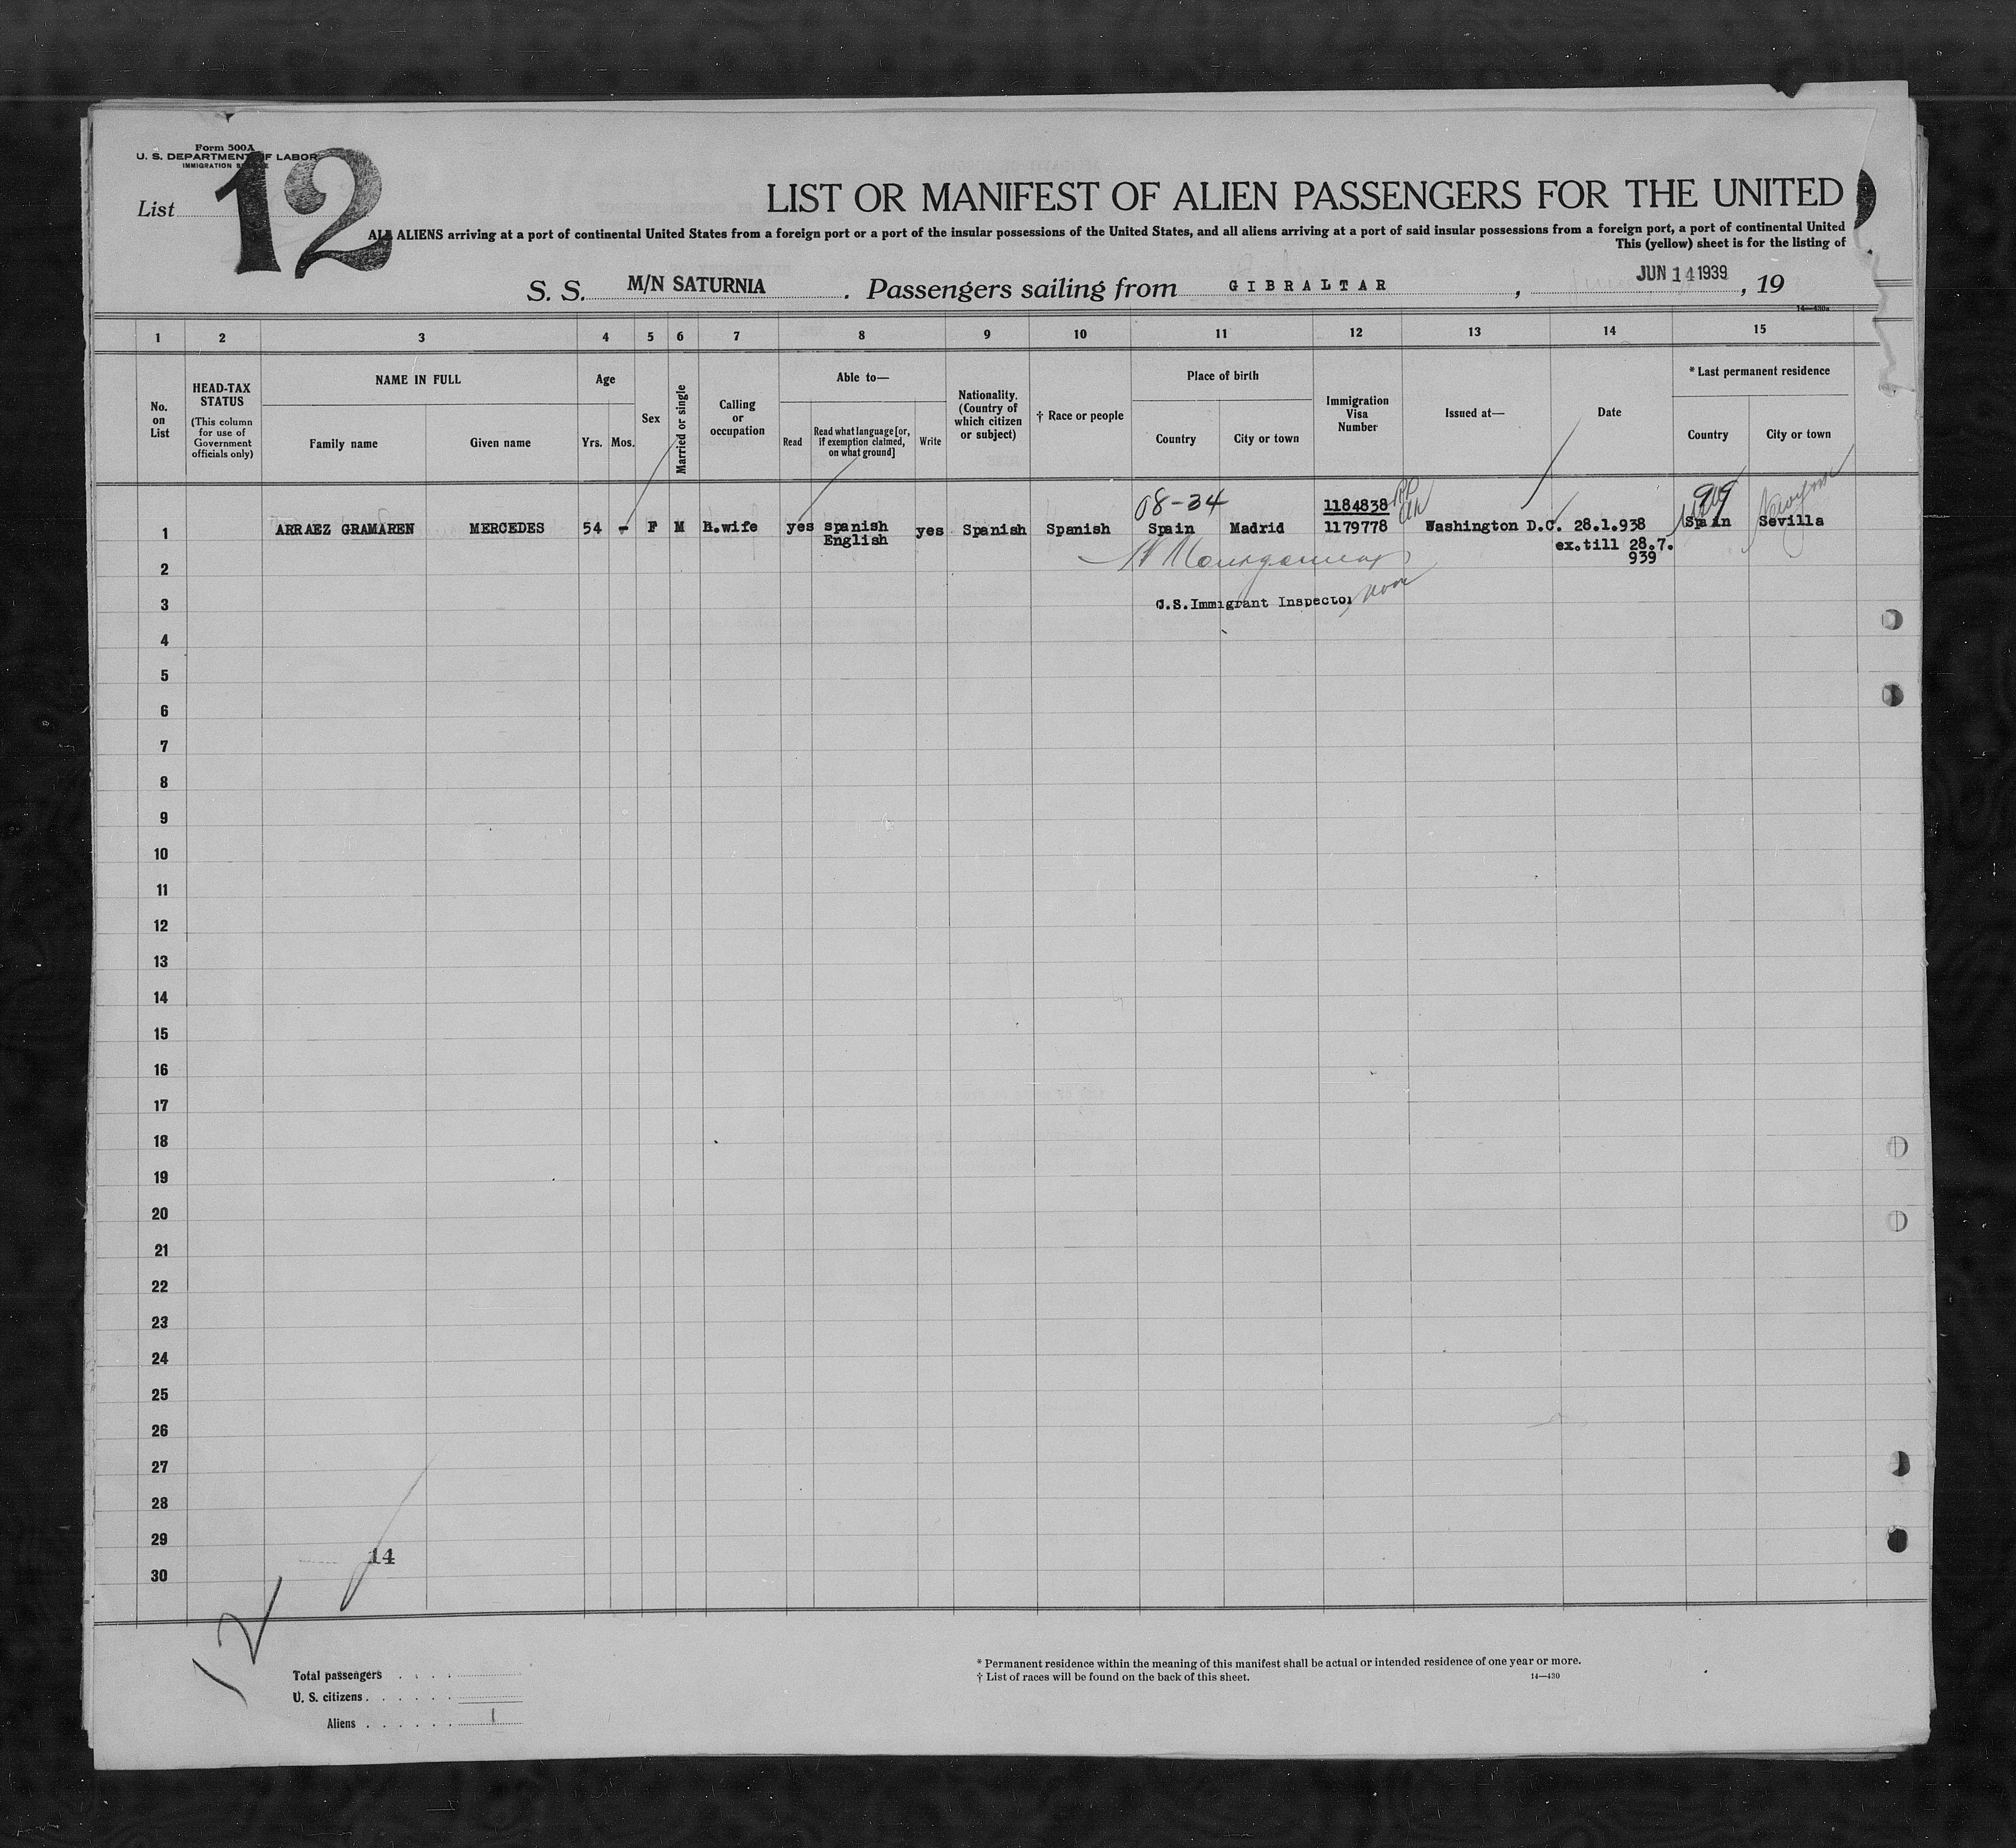 Form 500A
U. S. DEPARTMENT OF LABOR
IMMIGRATION SERVICE
List 12
LIST OR MANIFEST OF ALIEN PASSENGERS FOR THE UNITED
ALL ALIENS arriving at a port of continental United States from a foreign port or a port of the insular possessions of the United States, and all aliens arriving at a port of said insular possessions from a foreign port, a port of continental United
This (yellow) sheet is for the listing of
S. S. M/N SATURNIA . Passengers sailing from GIBRALTAR , JUN 14 1939 , 19
14—430a
1 2 3 4 5 6 7 8 9 10 11 12 13 14 15
No. on List
HEAD-TAX STATUS
(This column for use of Government officials only)
NAME IN FULL
Family name Given name
Age
Yrs. Mos.
Sex
Married or single
Calling or occupation
Able to—
Read Read what language [or, if exemption claimed, on what ground] Write
Nationality. (Country of which citizen or subject)
† Race or people
Place of birth
Country City or town
Immigration Visa Number
Issued at—
Date
* Last permanent residence
Country City or town
08-34 1184838 99 New York
1 ARRAEZ GRAMAREN MERCEDES 54 - F M H.wife yes spanish yes Spanish Spanish Spain Madrid 1179778 Washington D.C. 28.1.938 Spain Sevilla
English ex.till 28.7.
939
Montgomery
2
3 U.S.Immigrant Inspector
4
5
6
7
8
9
10
11
12
13
14
15
16
17
18
19
20
21
22
23
24
25
26
27
28
29
14
30
12
Total passengers . . . .
U. S. citizens . . . . . .
Aliens . . . . . . 1
* Permanent residence within the meaning of this manifest shall be actual or intended residence of one year or more.
† List of races will be found on the back of this sheet. 14—430